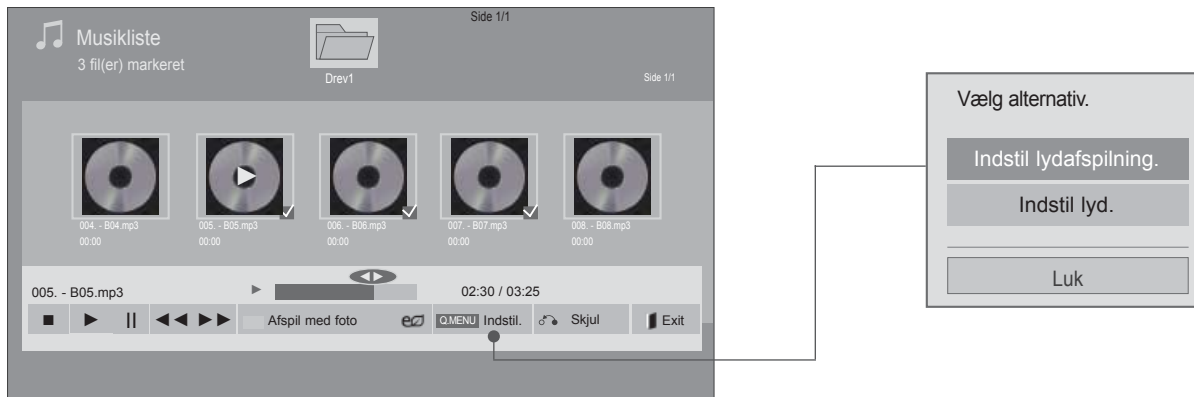 Side 1/1
Musikliste
3 fil(er) markeret
Drev1
Side 1/1
004. - B04.mp3
00:00
005. - B05.mp3
00:00
006. - B06.mp3
00:00
007. - B07.mp3
00:00
008. - B08.mp3
00:00
005. - B05.mp3
02:30 / 03:25
Afspil med foto
Q.MENU Indstil.
Skjul
Exit
Vælg alternativ.
Indstil lydafspilning.
Indstil lyd.
Luk